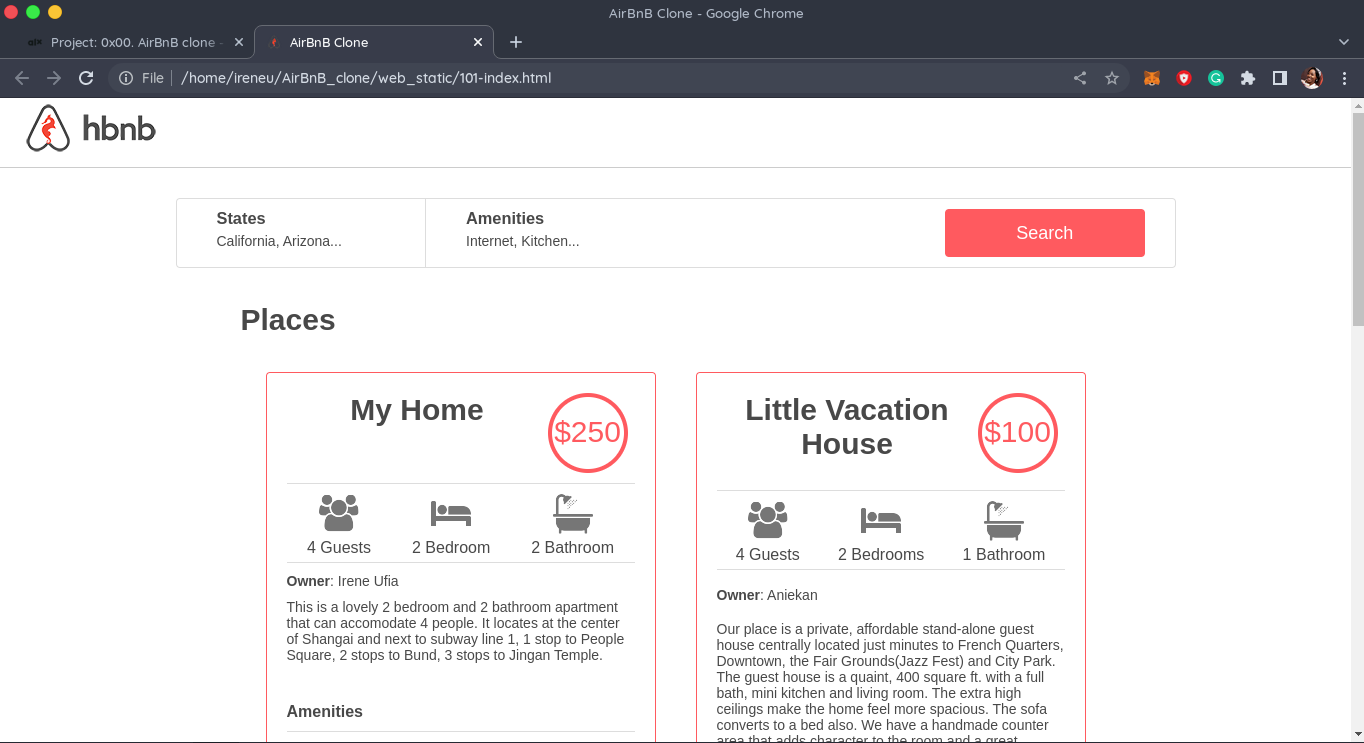 AirBnB Clone - Google Chrome
Project: 0x00. AirBnB clone -
AirBnB Clone
File
/home/ireneu/AirBnB_clone/web_static/101-index.html
hbnb
States
California, Arizona...
Amenities
Internet, Kitchen...
Search
Places
My Home
$250
4 Guests 2 Bedroom 2 Bathroom
Owner: Irene Ufia
This is a lovely 2 bedroom and 2 bathroom apartment
that can accomodate 4 people. It locates at the center
of Shangai and next to subway line 1, 1 stop to People
Square, 2 stops to Bund, 3 stops to Jingan Temple.
Amenities
Little Vacation
House
$100
4 Guests 2 Bedrooms 1 Bathroom
Owner: Aniekan
Our place is a private, affordable stand-alone guest
house centrally located just minutes to French Quarters,
Downtown, the Fair Grounds(Jazz Fest) and City Park.
The guest house is a quaint, 400 square ft. with a full
bath, mini kitchen and living room. The extra high
ceilings make the home feel more spacious. The sofa
converts to a bed also. We have a handmade counter
area that adds character to the room and a great